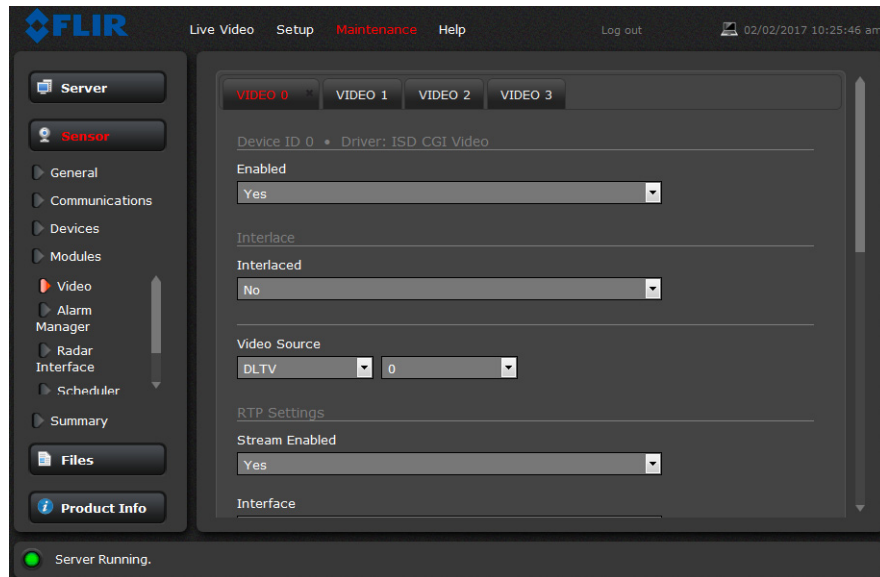 FLIR
Live Video Setup Maintenance Help Log out 02/02/2017 10:25:46 am
Server
Sensor
General
Communications
Devices
Modules
Video
Alarm
Manager
Radar
Interface
Scheduler
Summary
Files
Product Info
VIDEO 0 VIDEO 1 VIDEO 2 VIDEO 3
Device ID 0 • Driver: ISD CGI Video
Enabled
Yes
Interlace
Interlaced
No
Video Source
DLTV 0
RTP Settings
Stream Enabled
Yes
Interface
Server Running.